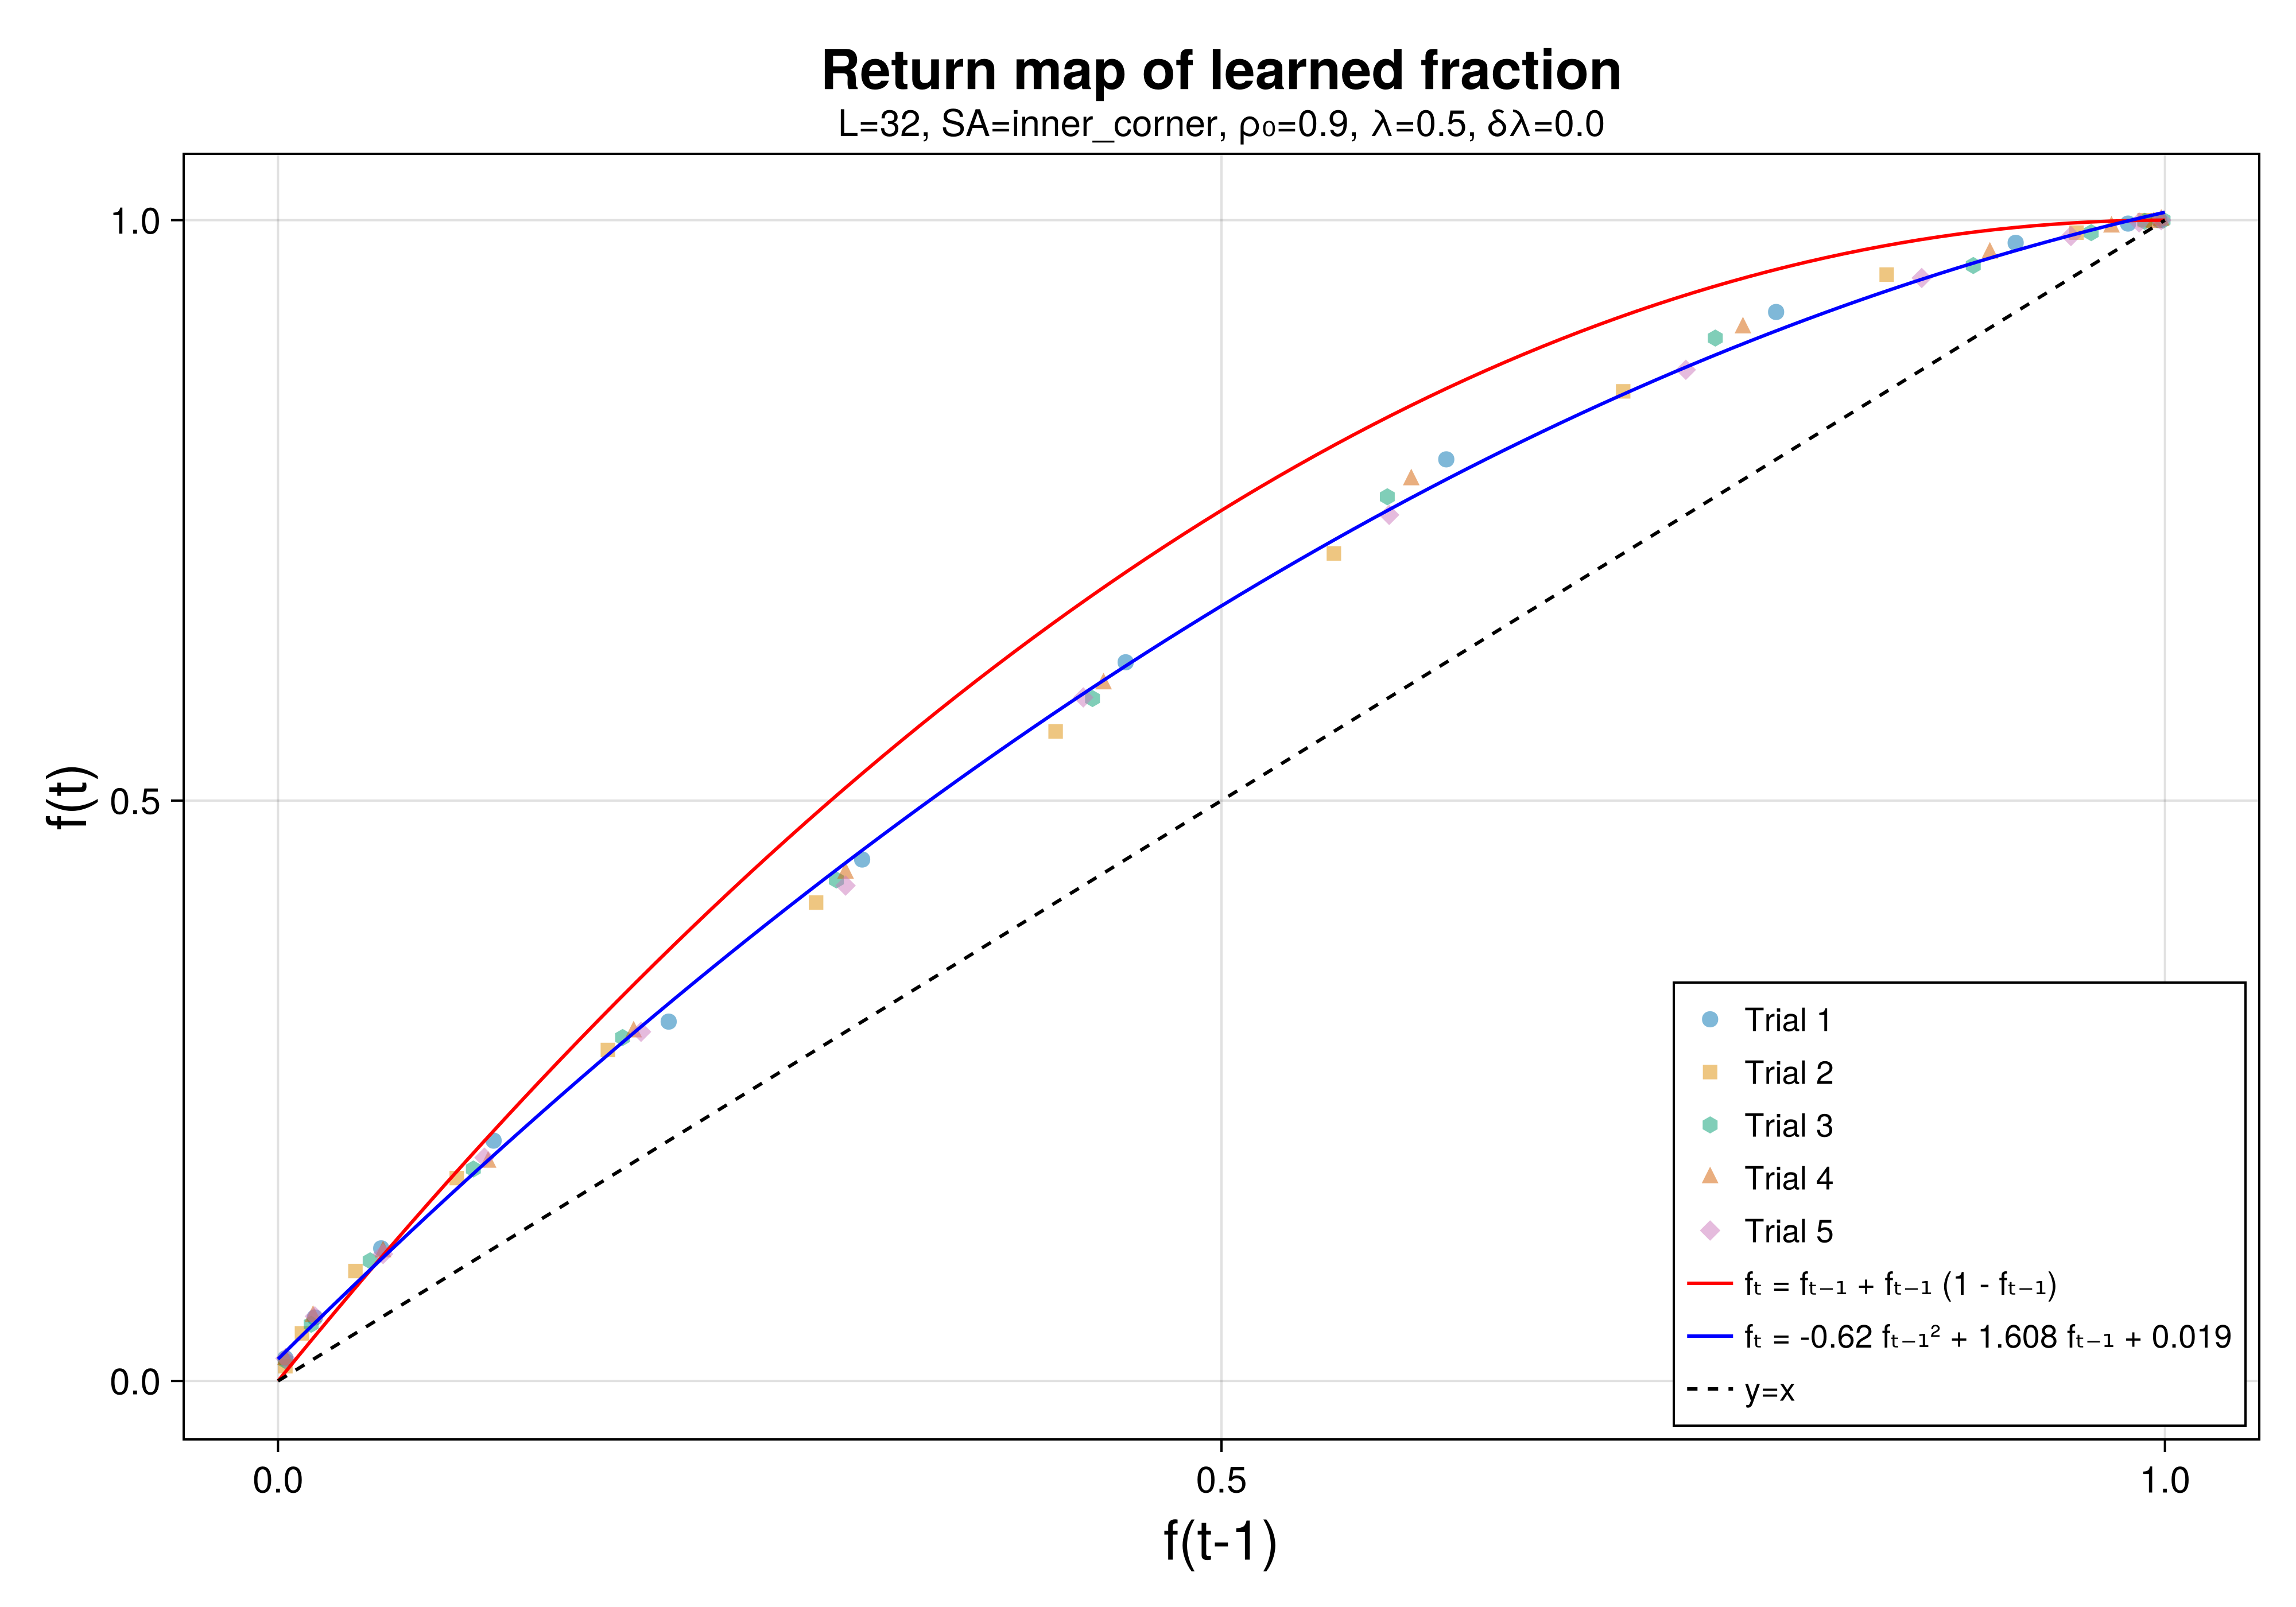 Return map of learned fraction
L=32, SA=inner_corner, ρ₀=0.9, λ=0.5, δλ=0.0
1.0
0.5
0.0
f(t)
0.0 0.5 1.0
f(t-1)
Trial 1
Trial 2
Trial 3
Trial 4
Trial 5
fₜ = fₜ₋₁ + fₜ₋₁ (1 - fₜ₋₁)
fₜ = -0.62 fₜ₋₁² + 1.608 fₜ₋₁ + 0.019
y=x